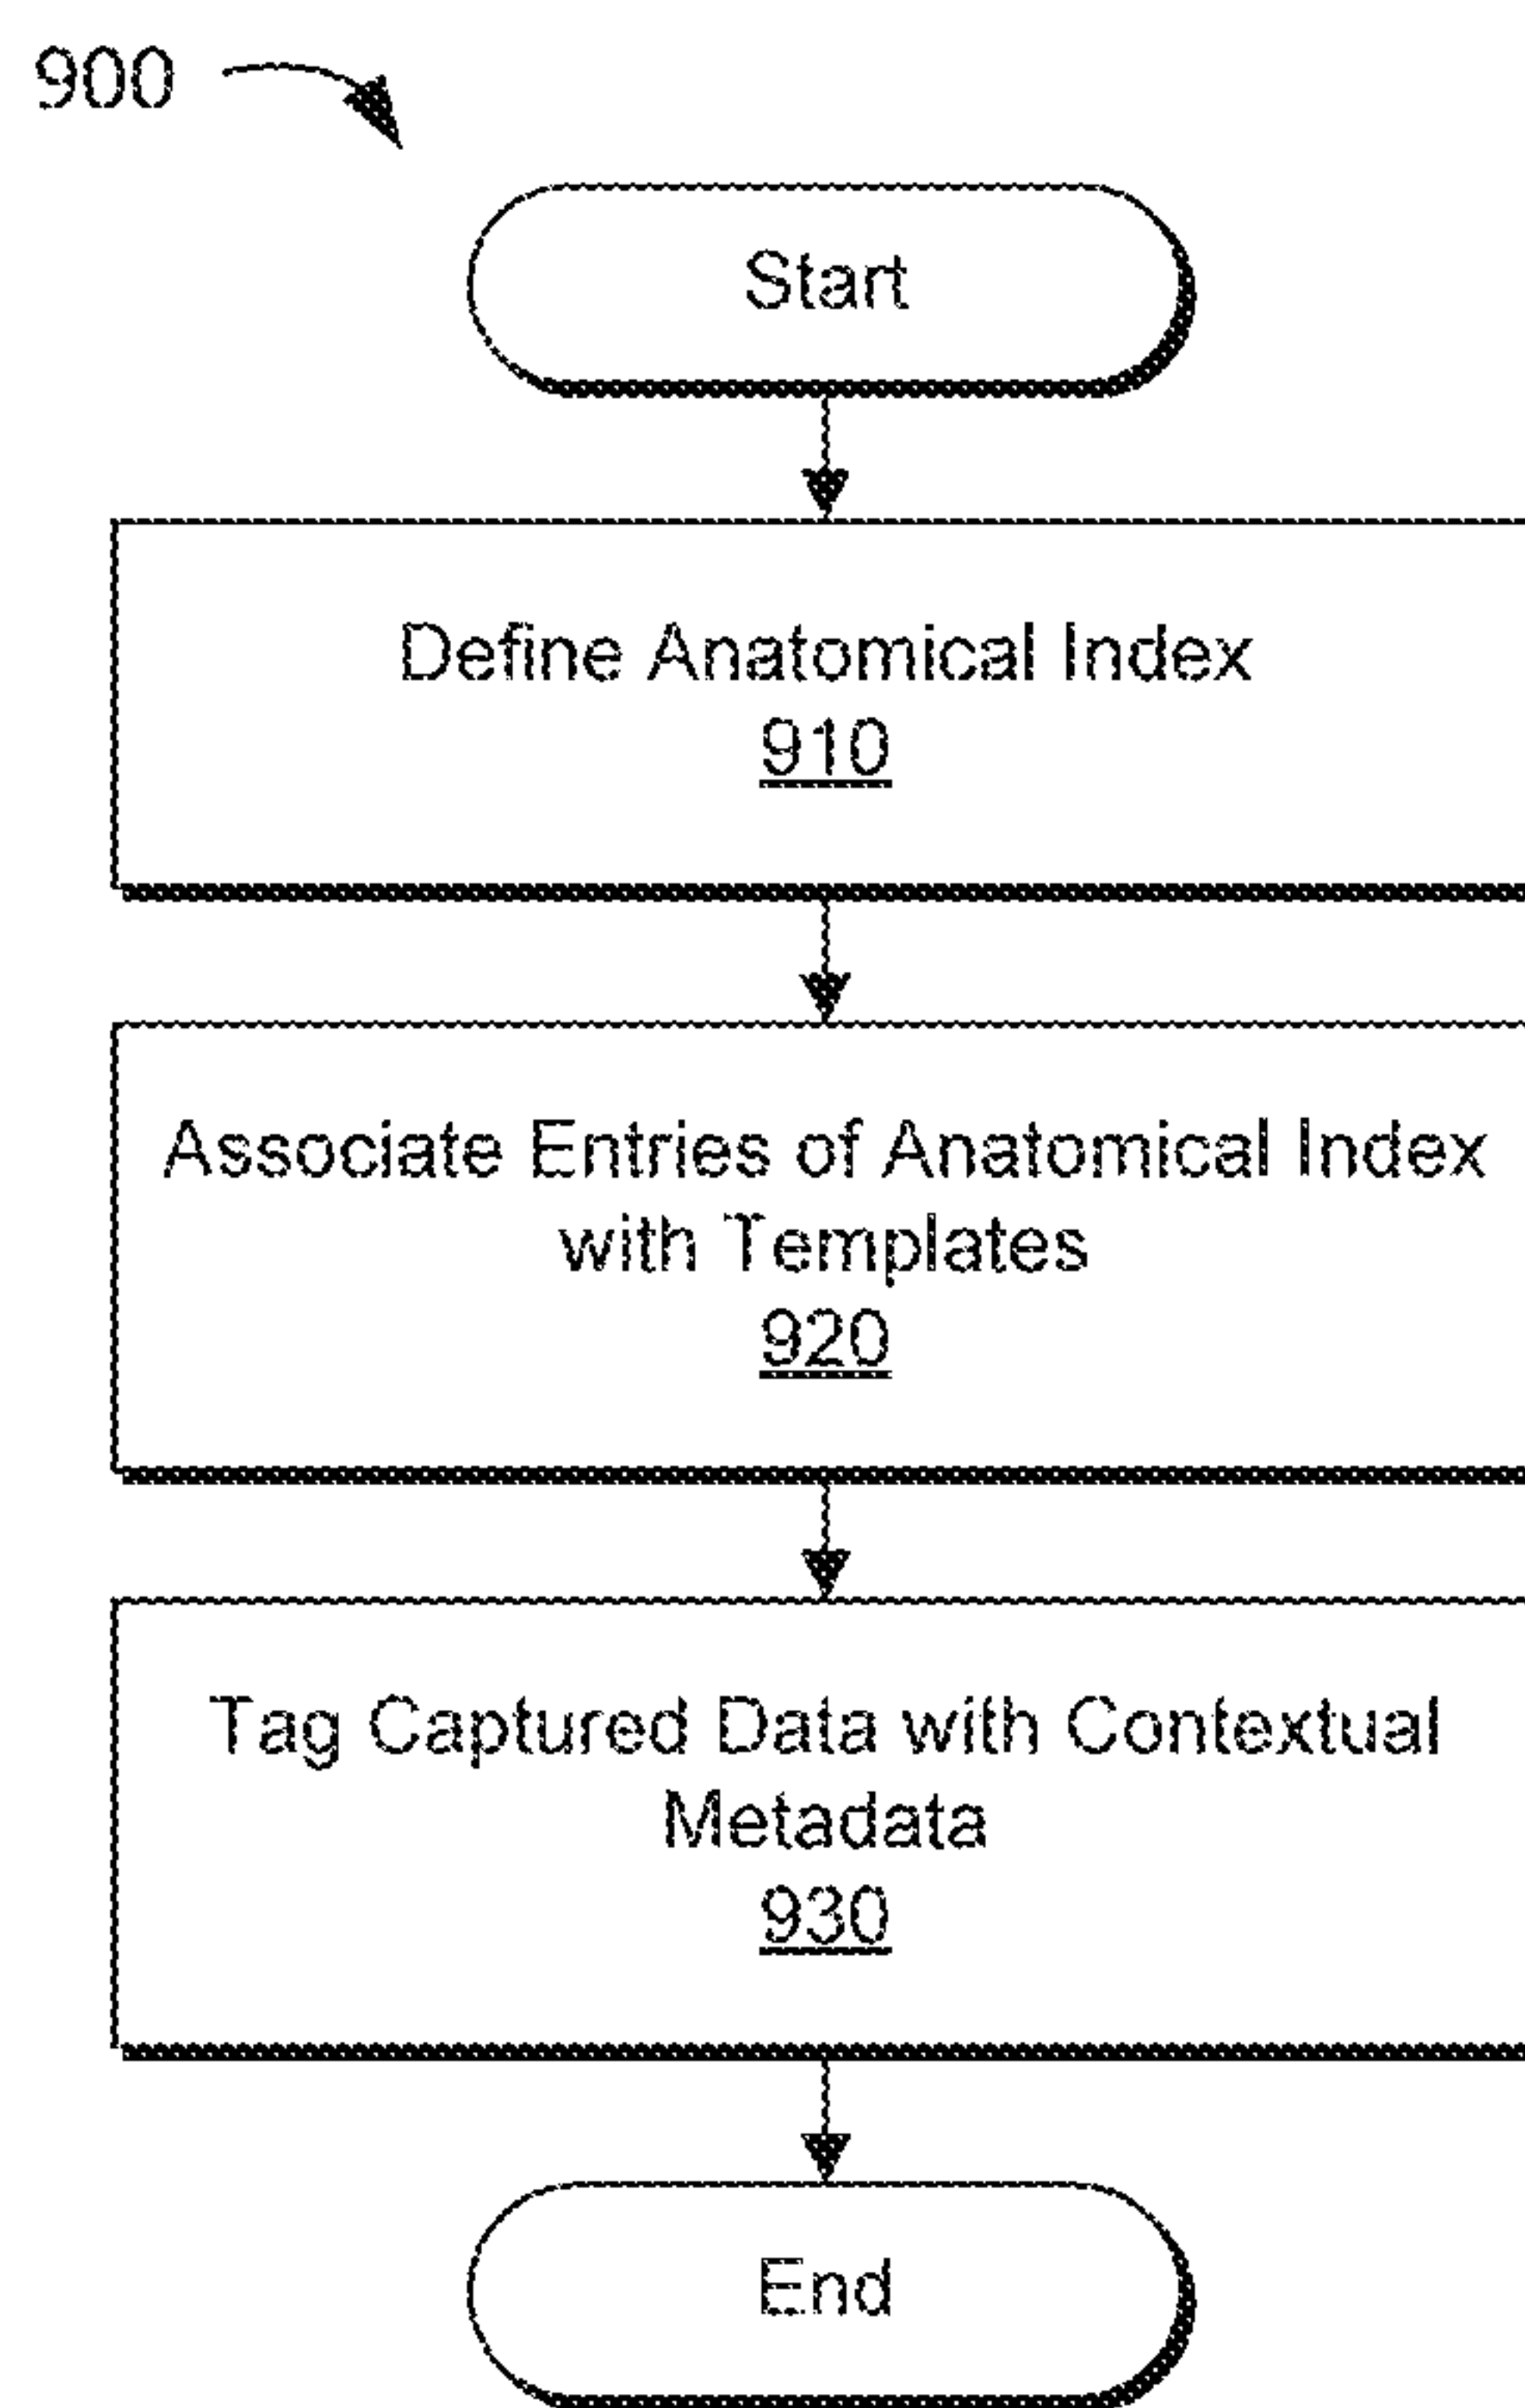 900
Start
Define Anatomical Index
910
Associate Entries of Anatomical Index
with Templates
920
Tag Captured Data with Contextual
Metadata
930
End